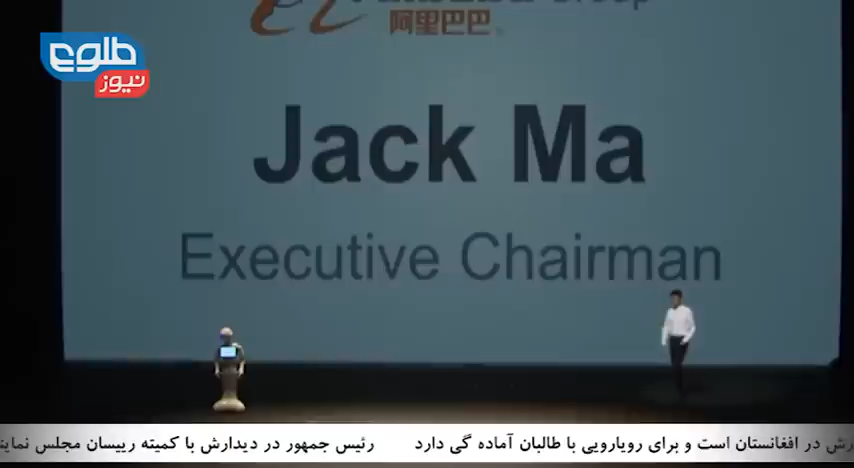 طلوع
نیوز
阿里巴巴
Jack Ma
Executive Chairman
در افغانستان است و برای رویارویی با طالبان آماده گی دارد
رئیس جمهور در دیدارش با کمیته رییسان مجلس